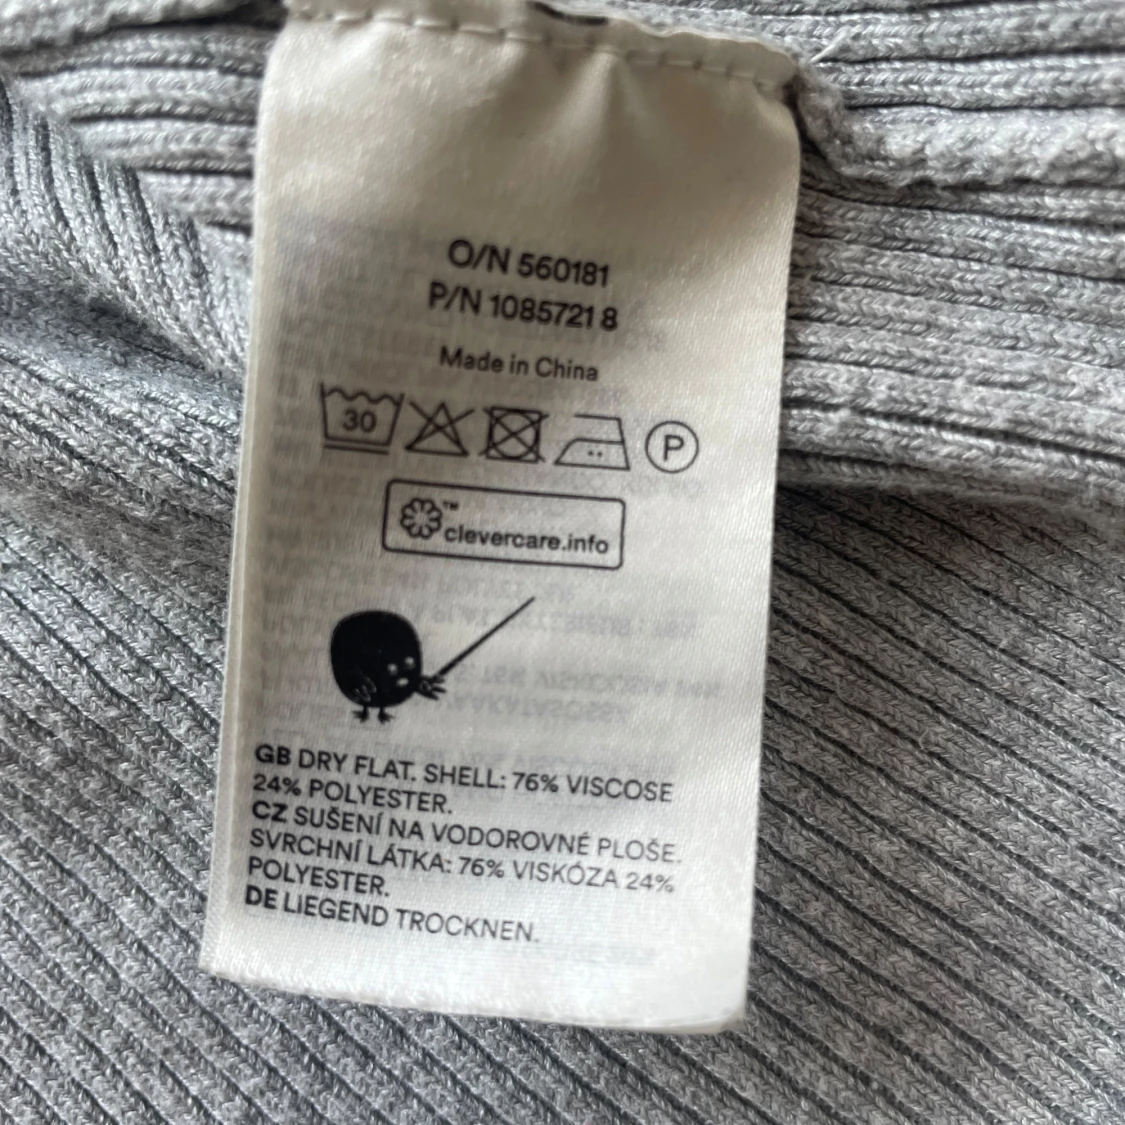 O/N 560181
P/N 1085721 8
Made in China
30
P
™
clevercare.info
GB DRY FLAT. SHELL: 76% VISCOSE
24% POLYESTER.
CZ SUŠENÍ NA VODOROVNÉ PLOŠE.
SVRCHNÍ LÁTKA: 76% VISKÓZA 24%
POLYESTER.
DE LIEGEND TROCKNEN.